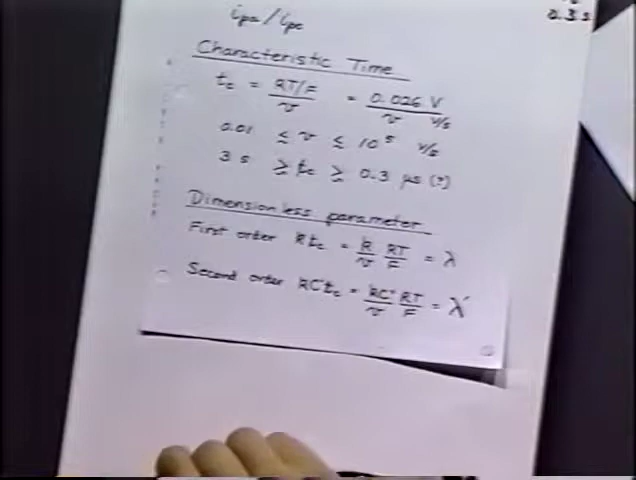 ipa/ipc
0.3 s
Characteristic Time
tc = RT/F / v = 0.026 V / v V/s
0.01 ≤ v ≤ 10⁵ V/s
3 s ≥ tc ≥ 0.3 µs (?)
Dimensionless parameter
First order ktc = k/v RT/F = λ
Second order kC*tc = kC*/v RT/F = λ'